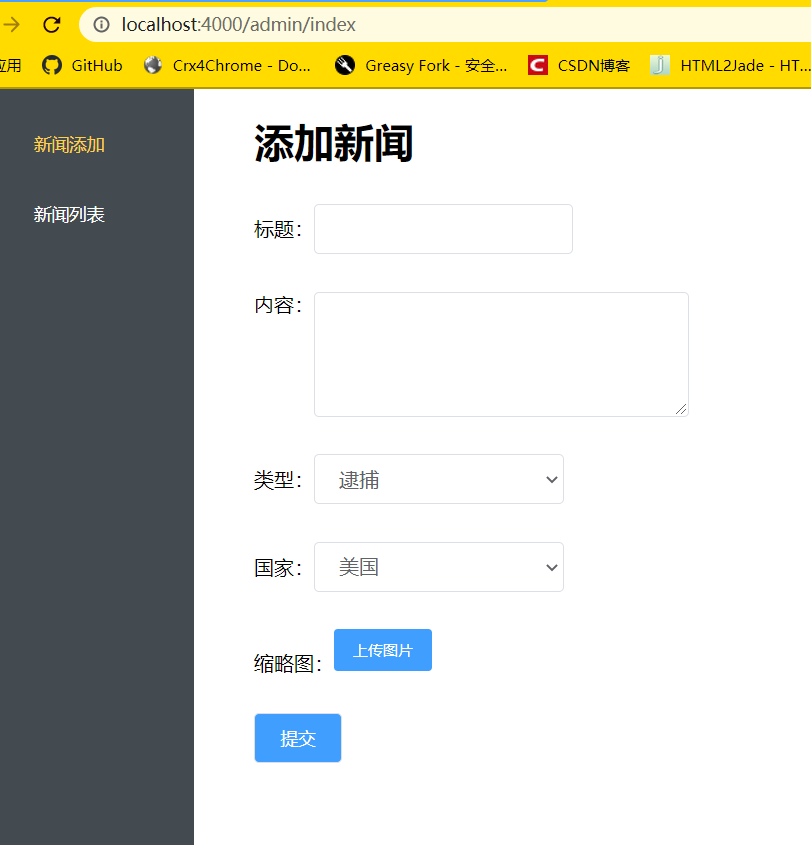 localhost:4000/admin/index
应用 GitHub Crx4Chrome - Do... Greasy Fork - 安全... CSDN博客 HTML2Jade - HT...
新闻添加
新闻列表
添加新闻
标题：
内容：
类型： 逮捕
国家： 美国
缩略图： 上传图片
提交